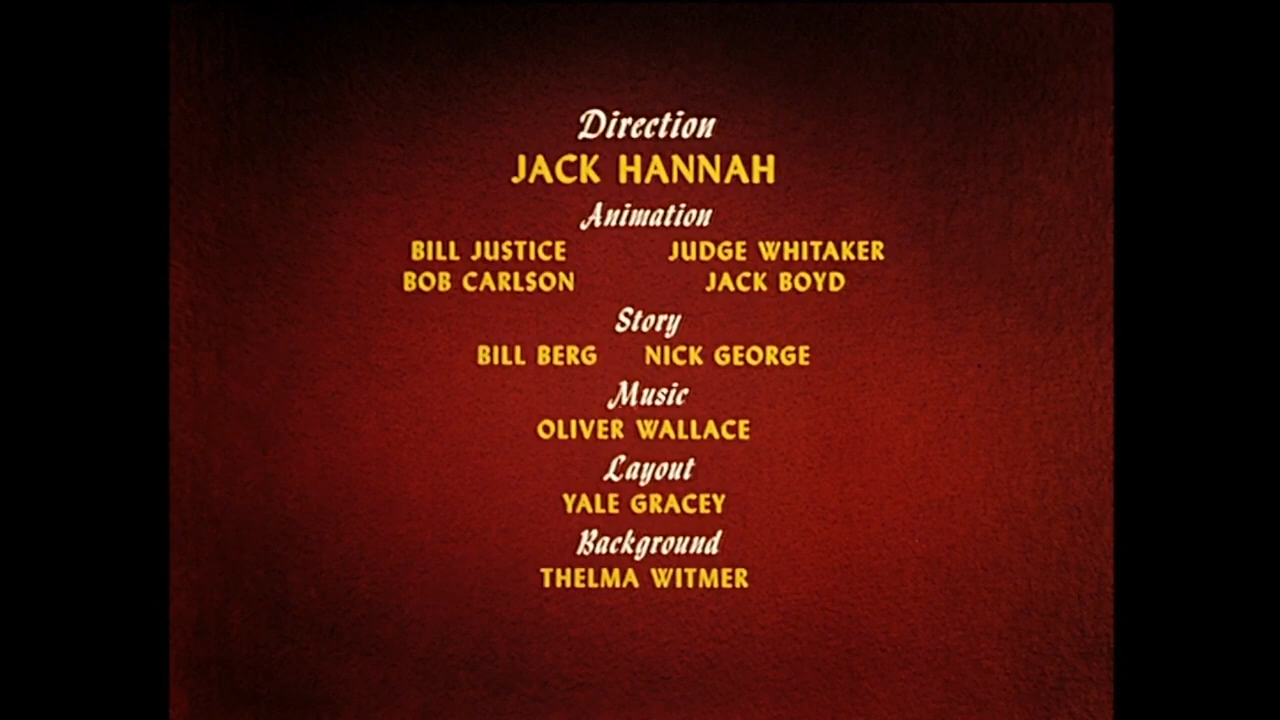 Direction
JACK HANNAH
Animation
BILL JUSTICE JUDGE WHITAKER
BOB CARLSON JACK BOYD
Story
BILL BERG NICK GEORGE
Music
OLIVER WALLACE
Layout
YALE GRACEY
Background
THELMA WITMER